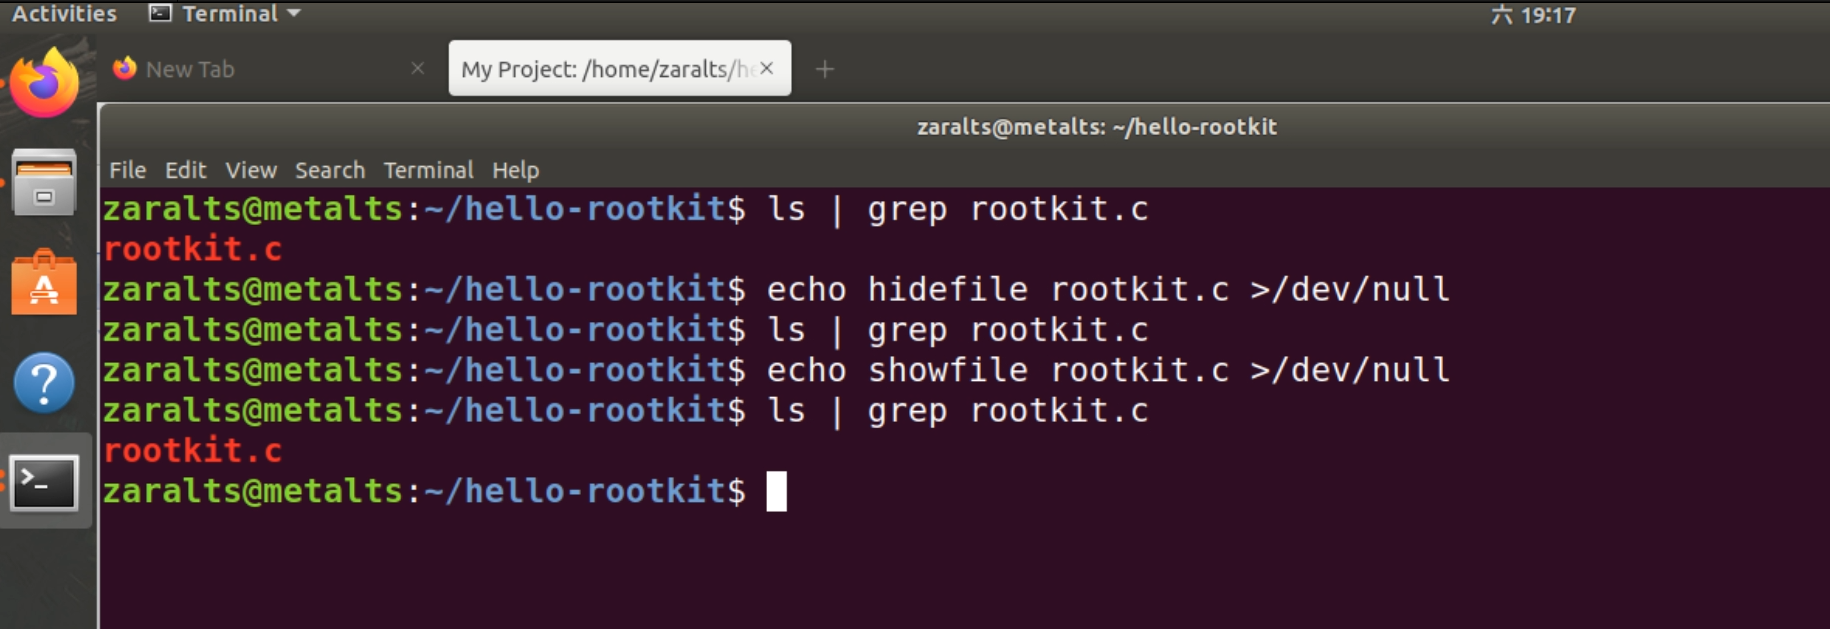 Activities Terminal 六 19:17
New Tab My Project: /home/zaralts/he
zaralts@metalts: ~/hello-rootkit
File Edit View Search Terminal Help
zaralts@metalts:~/hello-rootkit$ ls | grep rootkit.c
rootkit.c
zaralts@metalts:~/hello-rootkit$ echo hidefile rootkit.c >/dev/null
zaralts@metalts:~/hello-rootkit$ ls | grep rootkit.c
zaralts@metalts:~/hello-rootkit$ echo showfile rootkit.c >/dev/null
zaralts@metalts:~/hello-rootkit$ ls | grep rootkit.c
rootkit.c
zaralts@metalts:~/hello-rootkit$